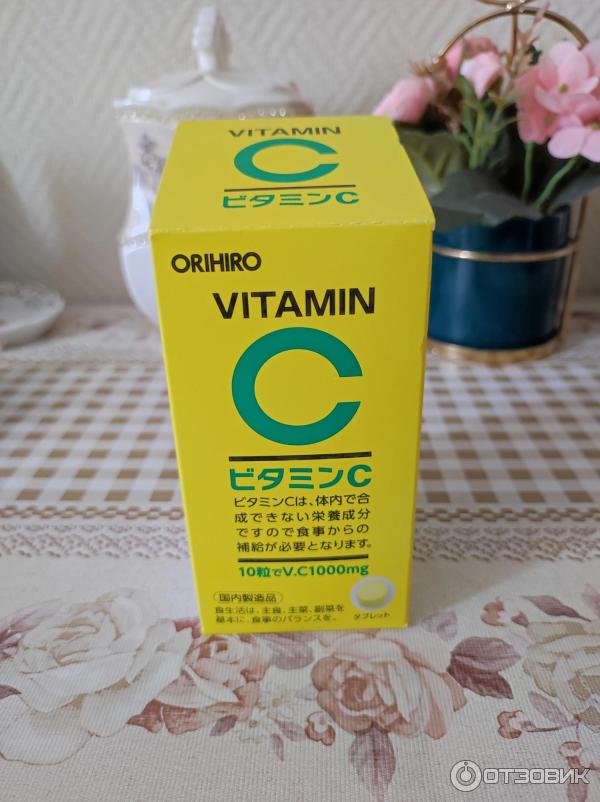 VITAMIN
C
ビタミンC
ORIHIRO
VITAMIN
C
ビタミンC
ビタミンCは、体内で合
成できない栄養成分
ですので食事からの
補給が必要となります。
10粒でV.C1000mg
国内製造品
タブレット
食生活は、主食、主菜、副菜を
基本に、食事のバランスを。
ОТЗОВИК